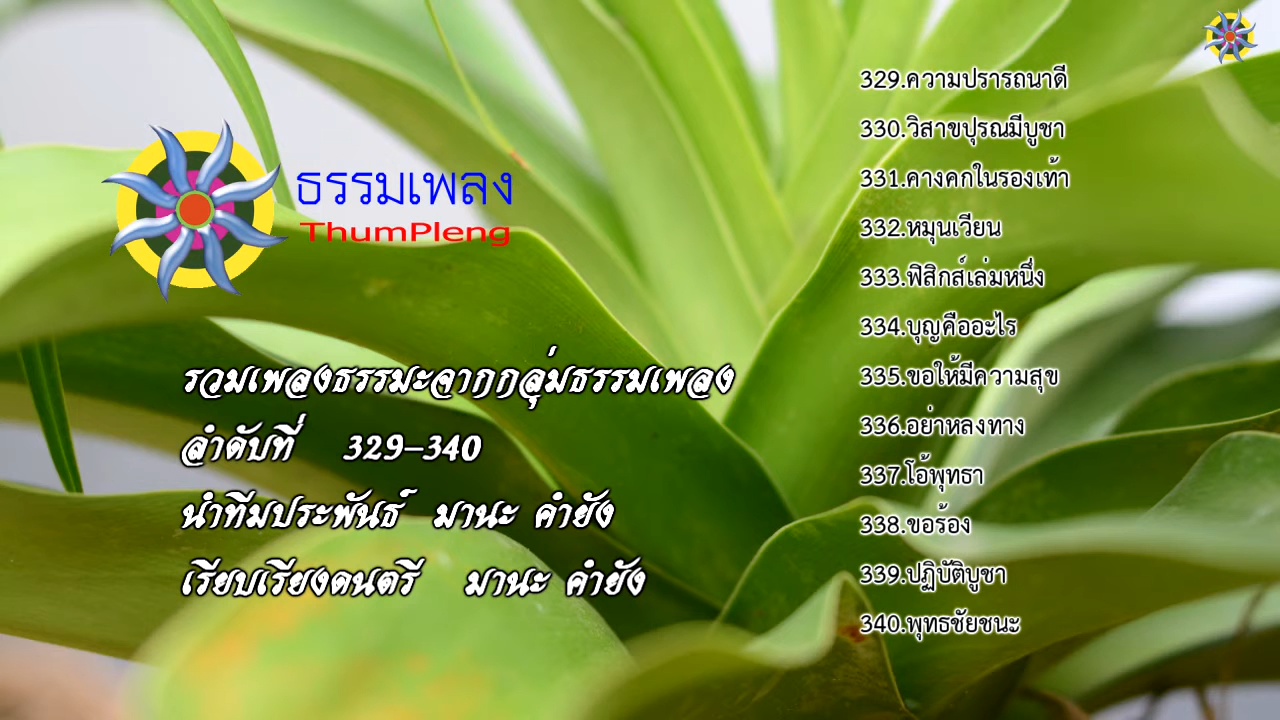 ธรรมเพลง
ThumPleng
รวมเพลงธรรมะจากกลุ่มธรรมเพลง
ลำดับที่ 329-340
นำทีมประพันธ์ มานะ คำยัง
เรียบเรียงดนตรี มานะ คำยัง
329.ความปรารถนาดี
330.วิสาขปุรณมีบูชา
331.คางคกในรองเท้า
332.หมุนเวียน
333.ฟิสิกส์เล่มหนึ่ง
334.บุญคืออะไร
335.ขอให้มีความสุข
336.อย่าหลงทาง
337.โอ้พุทธา
338.ขอร้อง
339.ปฏิบัติบูชา
340.พุทธชัยชนะ